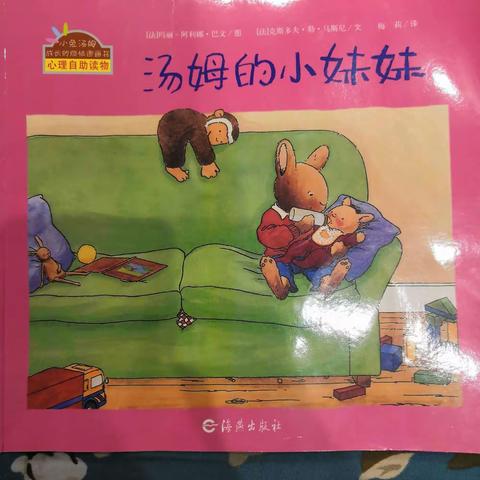 [法]玛丽·阿利娜·巴文/图 [法]克斯多夫·勒·马斯尼/文 梅莉/译
小兔汤姆
成长的烦恼图画书
心理自助读物
汤姆的小妹妹
海燕出版社